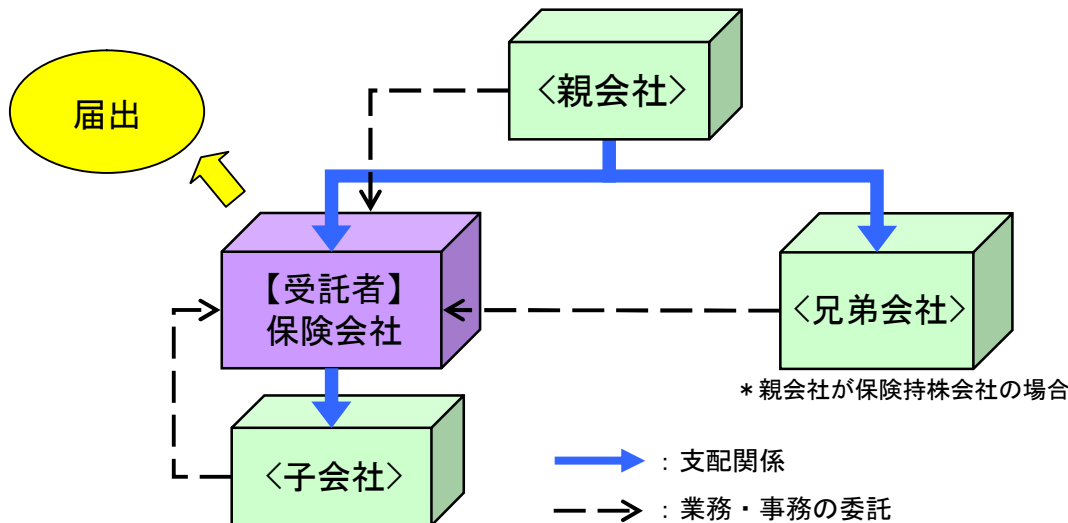 〈親会社〉
届出
【受託者】
保険会社
〈兄弟会社〉
＊親会社が保険持株会社の場合
〈子会社〉
：支配関係
：業務・事務の委託